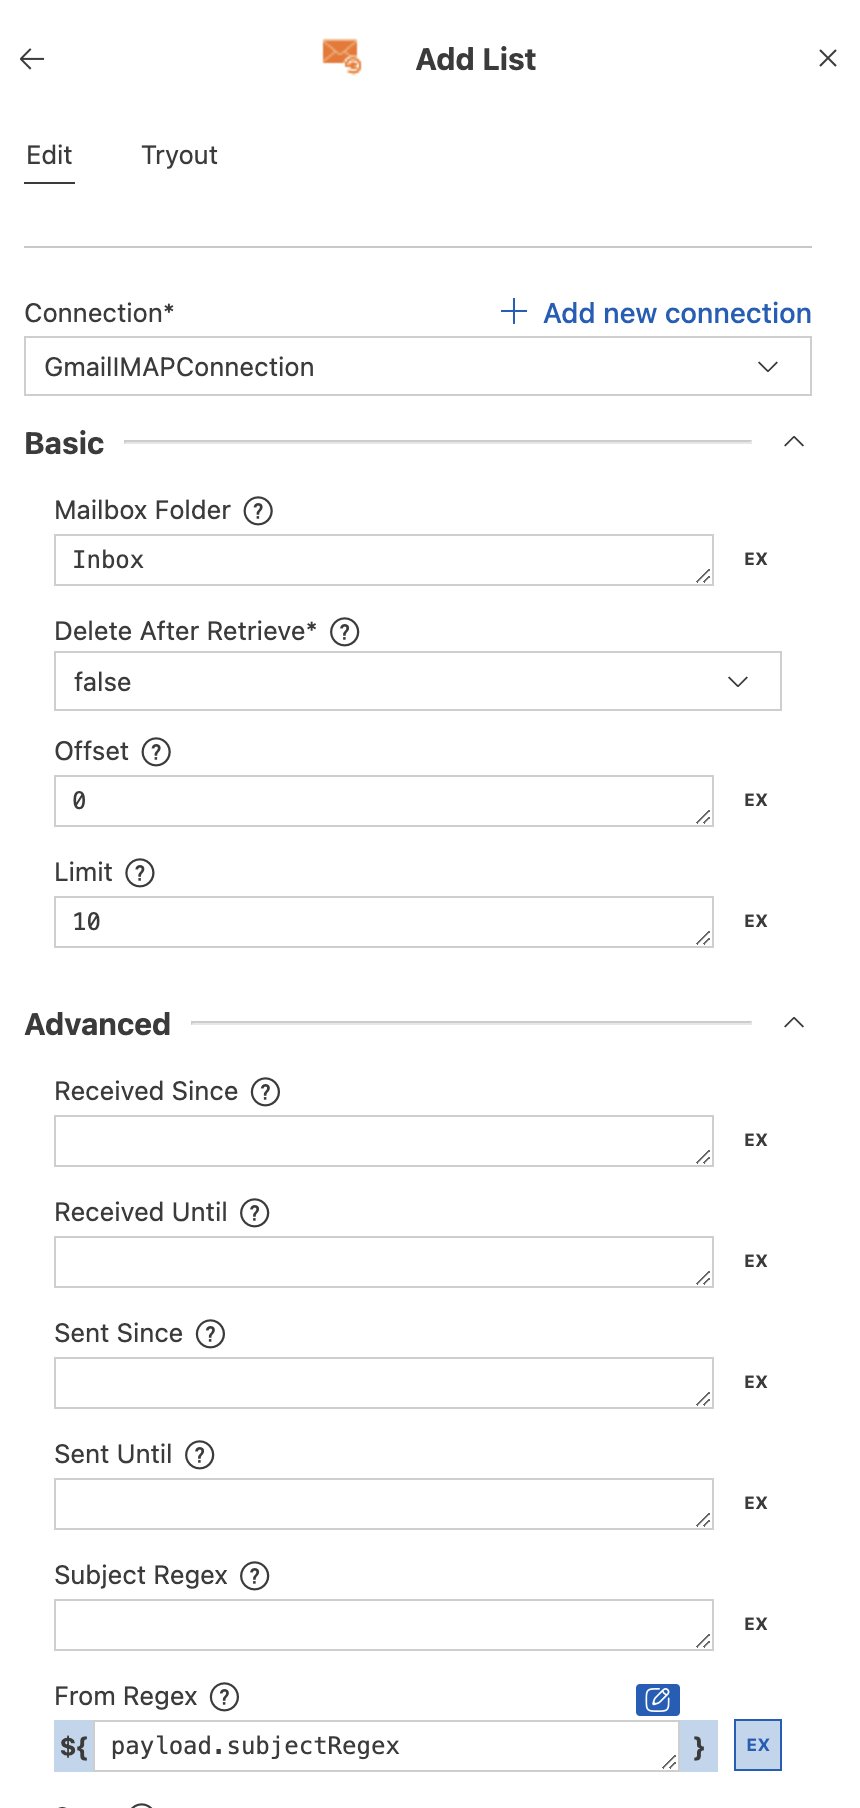 Add List
Edit Tryout
Connection* + Add new connection
GmailIMAPConnection
Basic
Mailbox Folder ?
Inbox EX
Delete After Retrieve* ?
false
Offset ?
0 EX
Limit ?
10 EX
Advanced
Received Since ?
EX
Received Until ?
EX
Sent Since ?
EX
Sent Until ?
EX
Subject Regex ?
EX
From Regex ?
${ payload.subjectRegex } EX